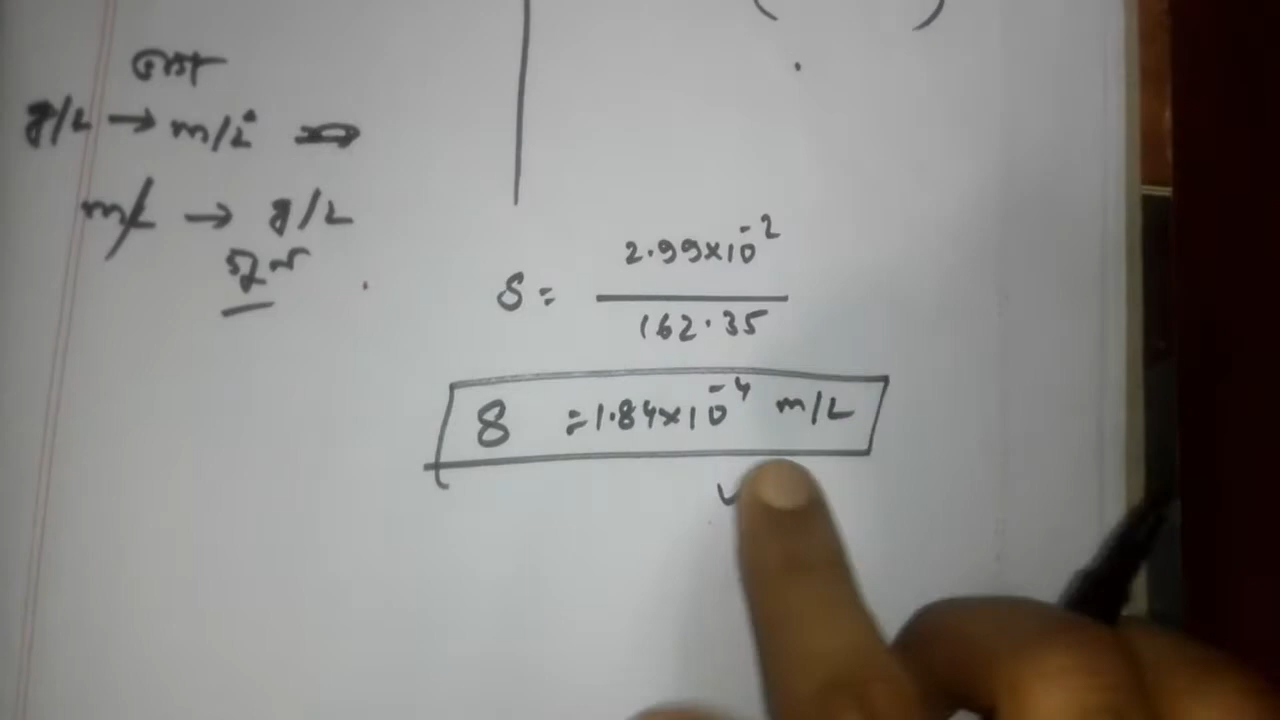 ভাগ
g/L → m/L
m/L → g/L
গুন
S = 2.99×10⁻²
162.35
S = 1.84×10⁻⁴ m/L